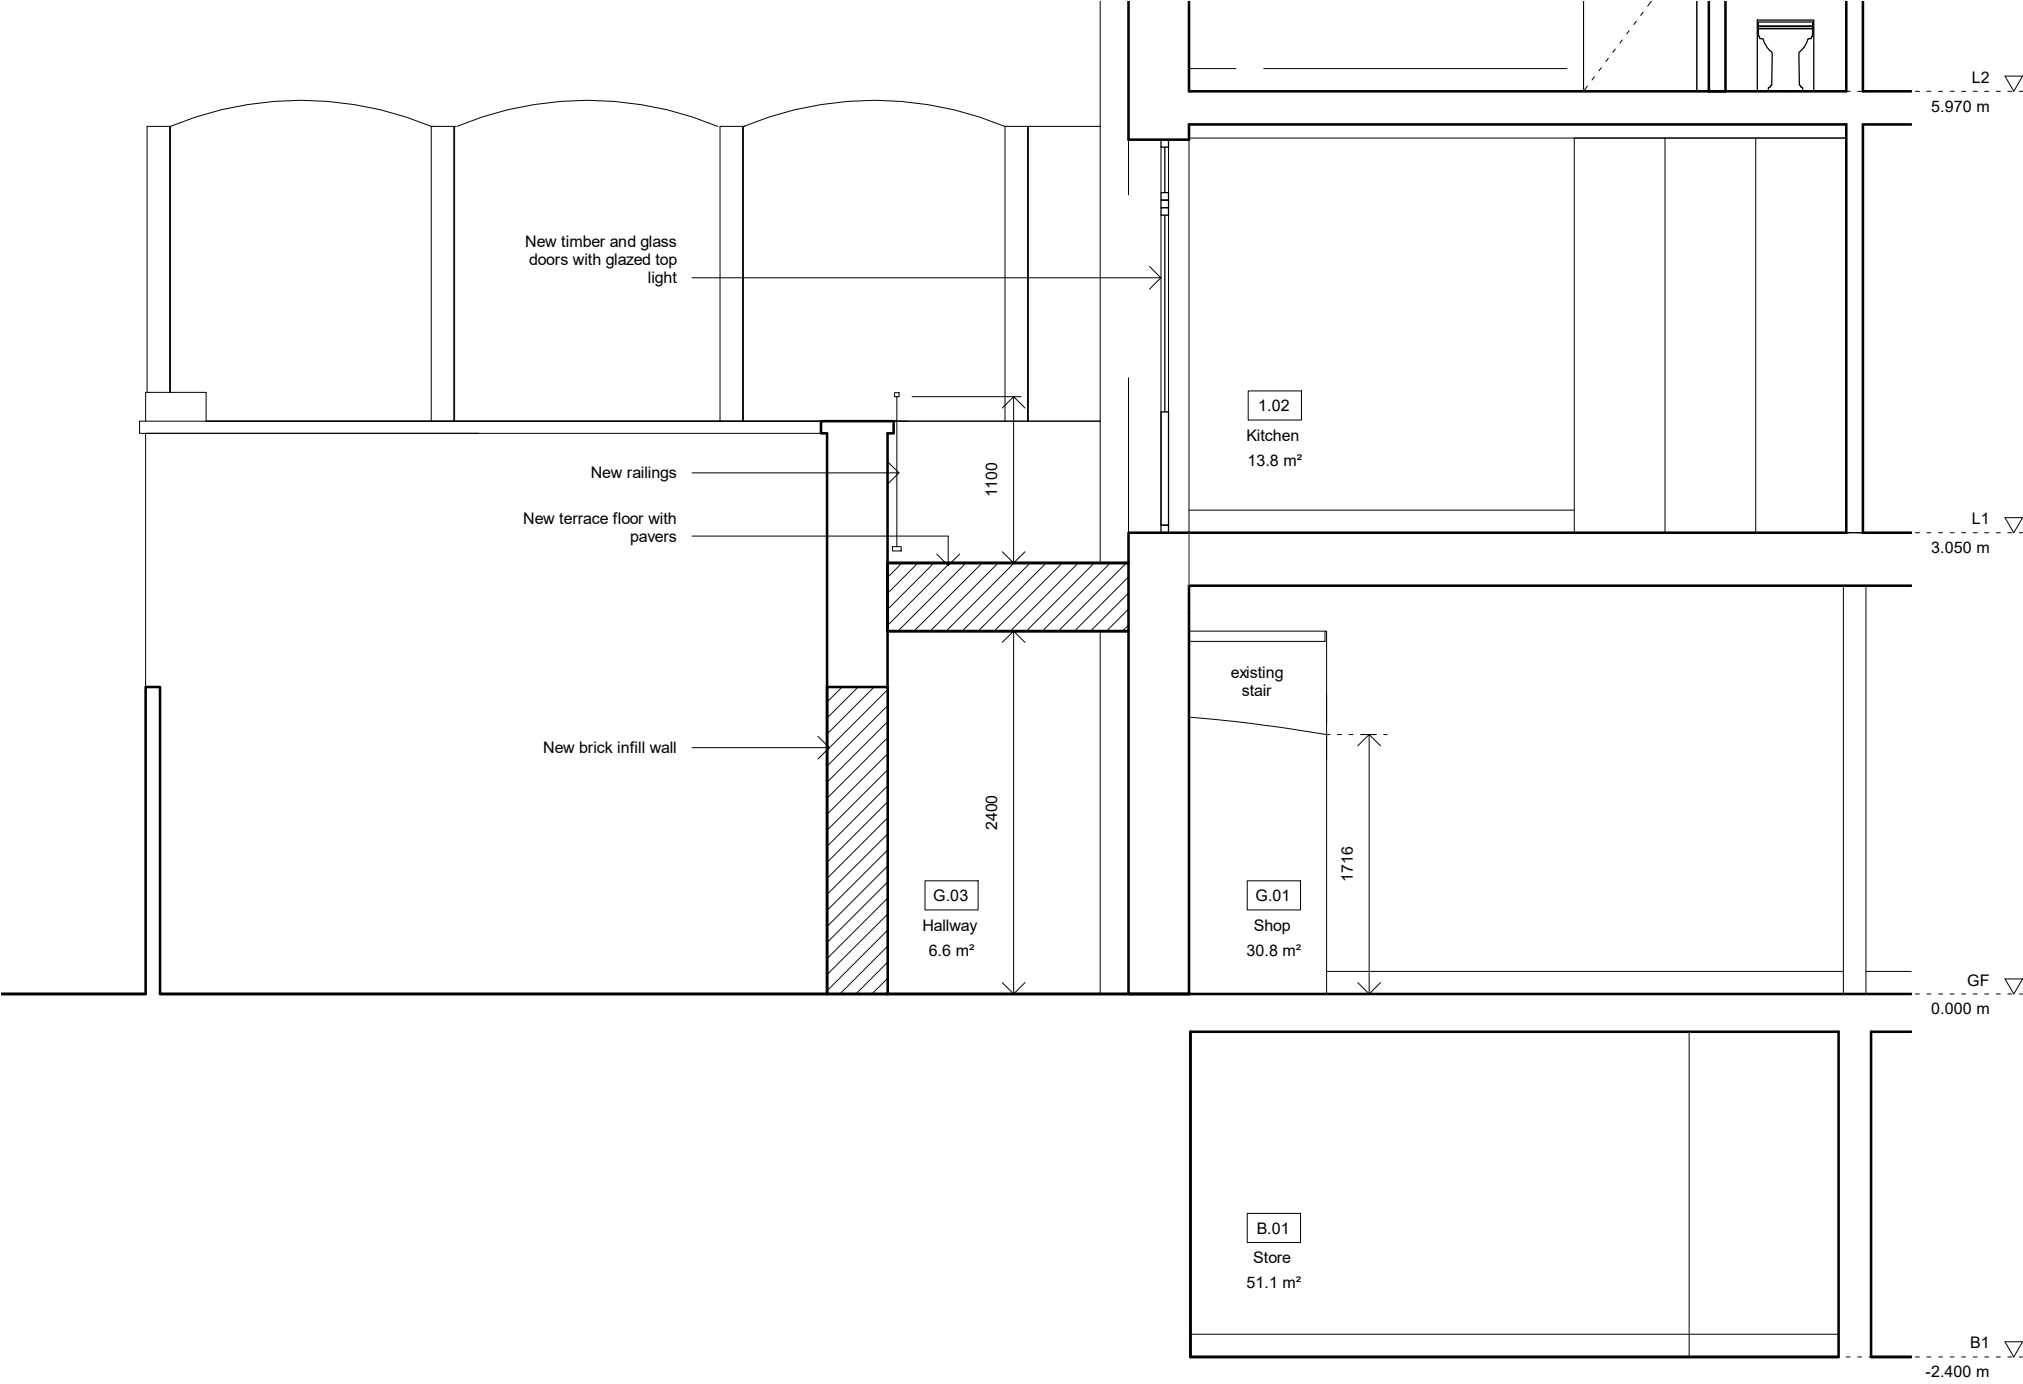 L2
5.970 m
New timber and glass
doors with glazed top
light
1.02
Kitchen
13.8 m²
New railings
1100
New terrace floor with
pavers
L1
3.050 m
existing
stair
New brick infill wall
2400
1716
G.03
Hallway
6.6 m²
G.01
Shop
30.8 m²
GF
0.000 m
B.01
Store
51.1 m²
B1
-2.400 m